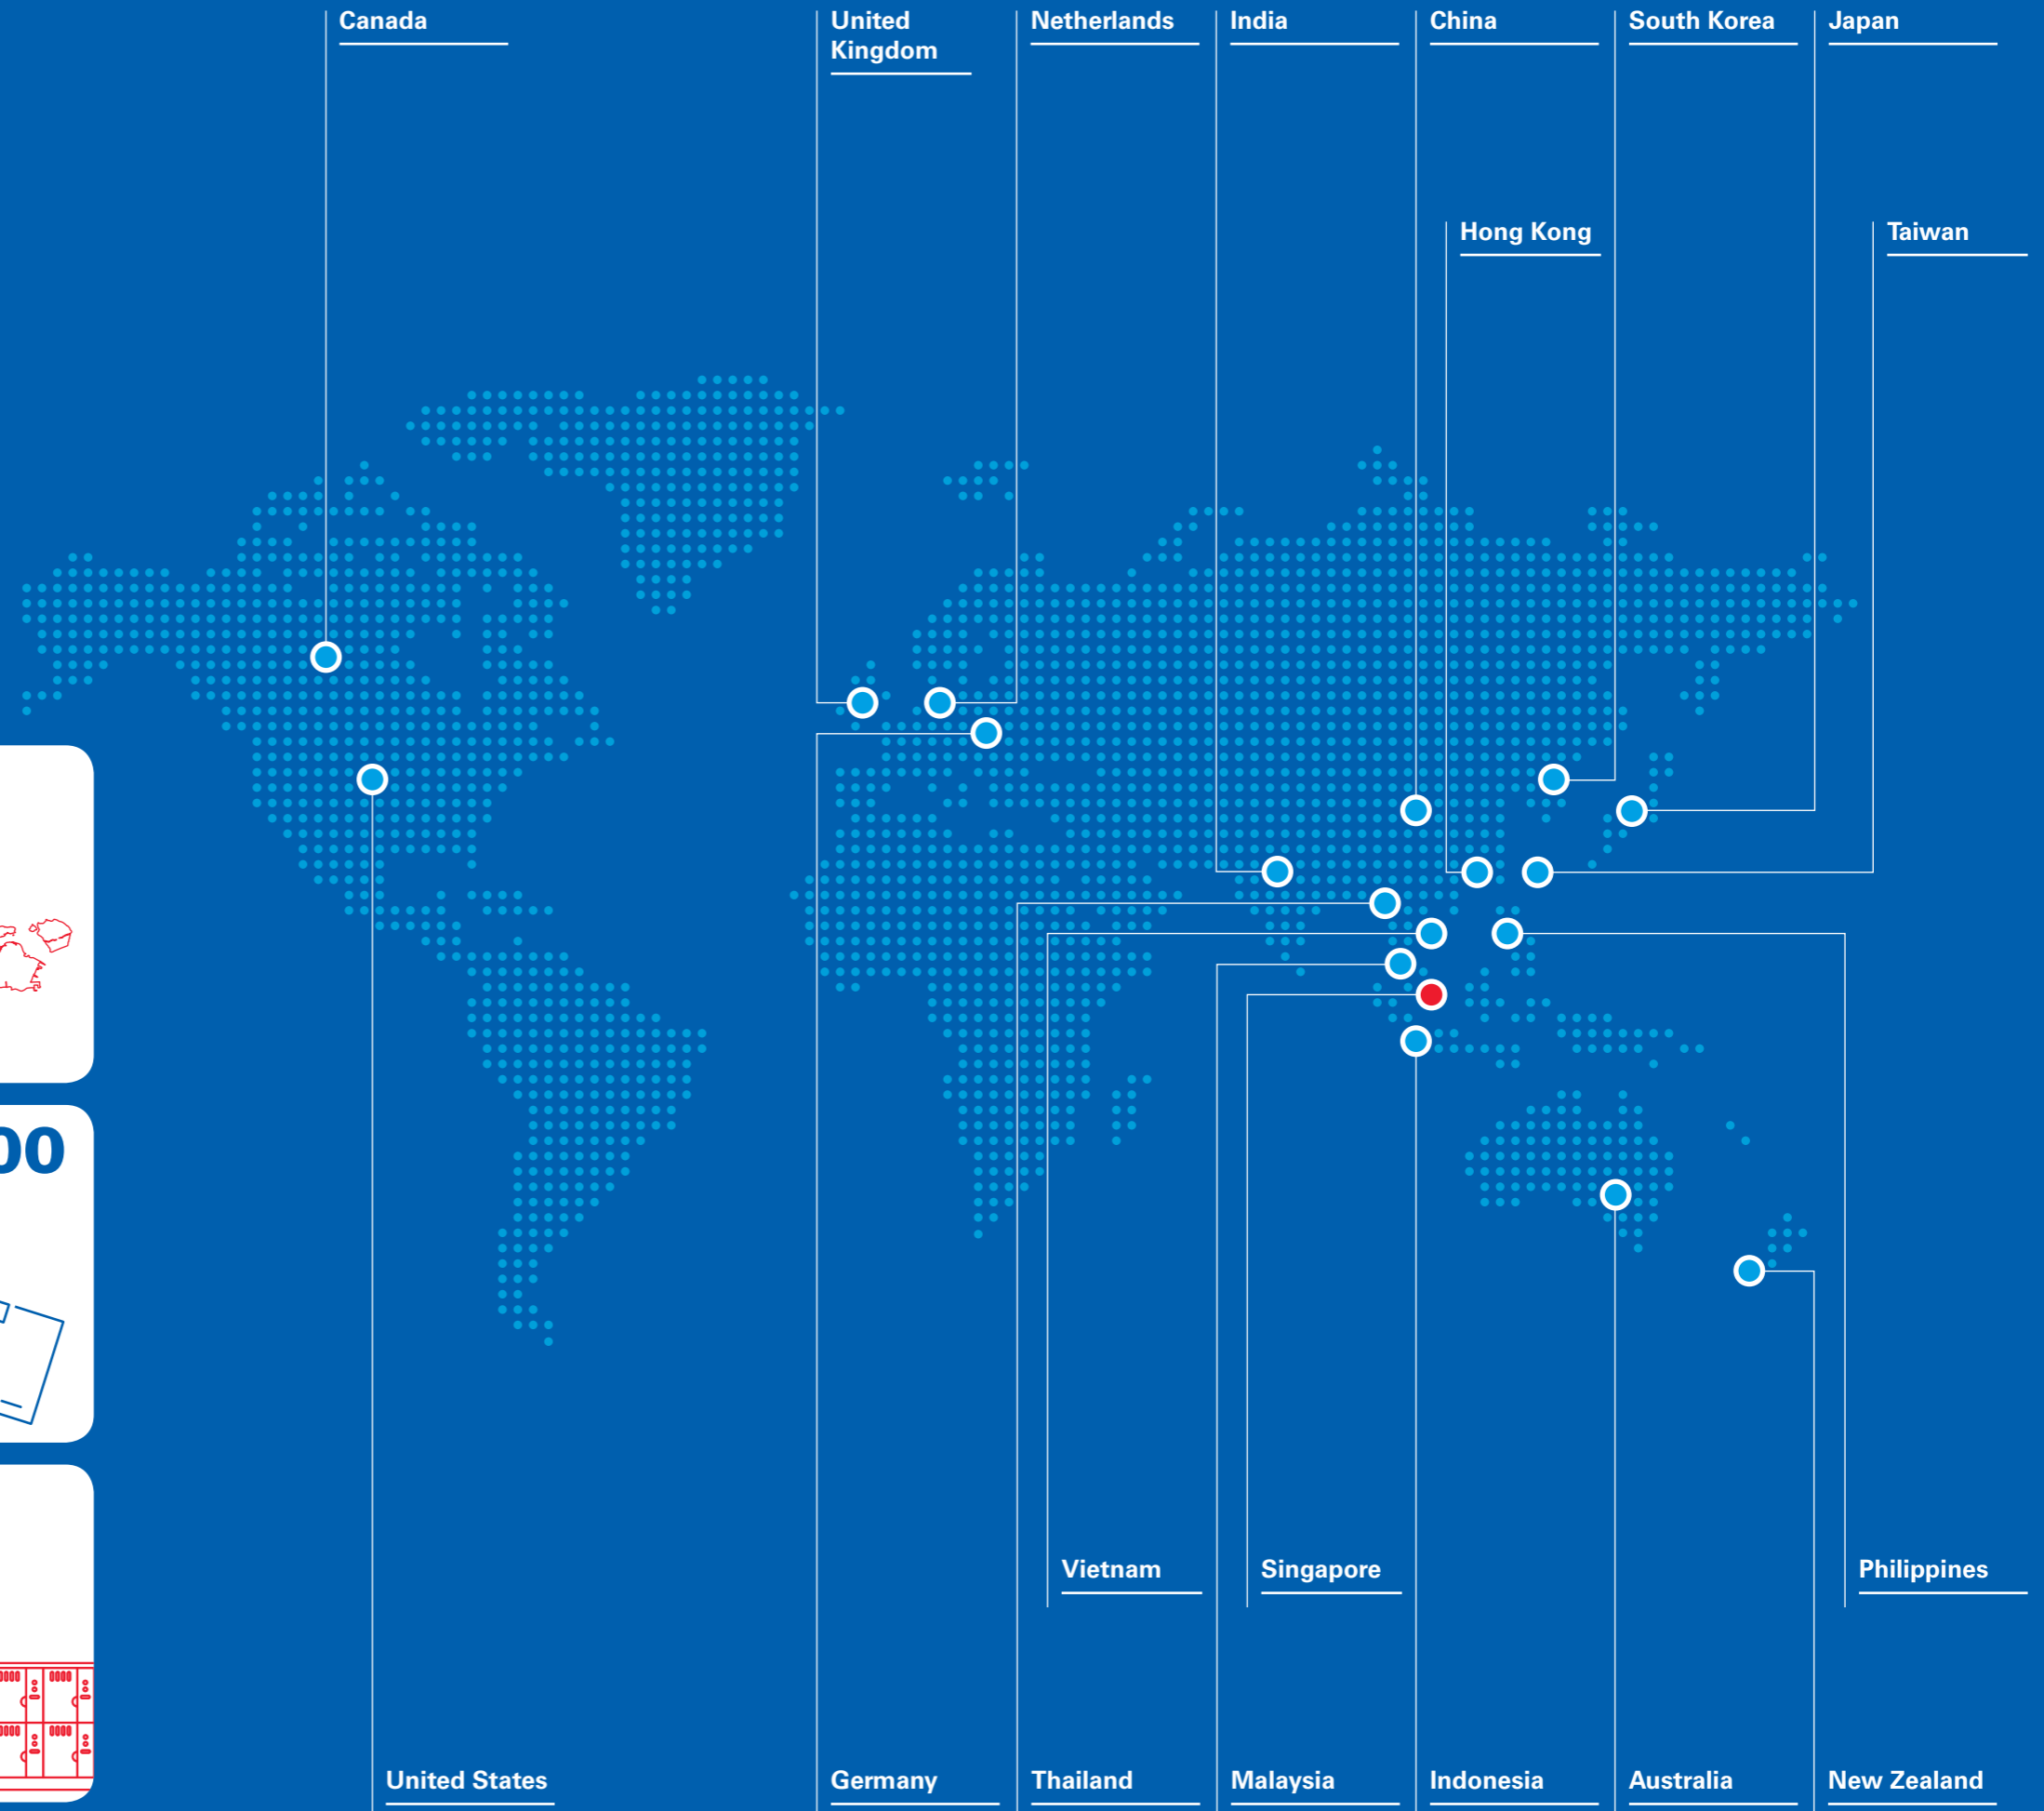 Canada
United
Kingdom
Netherlands
India
China
South Korea
Japan
Hong Kong
Taiwan
00
Vietnam
Singapore
Philippines
United States
Germany
Thailand
Malaysia
Indonesia
Australia
New Zealand